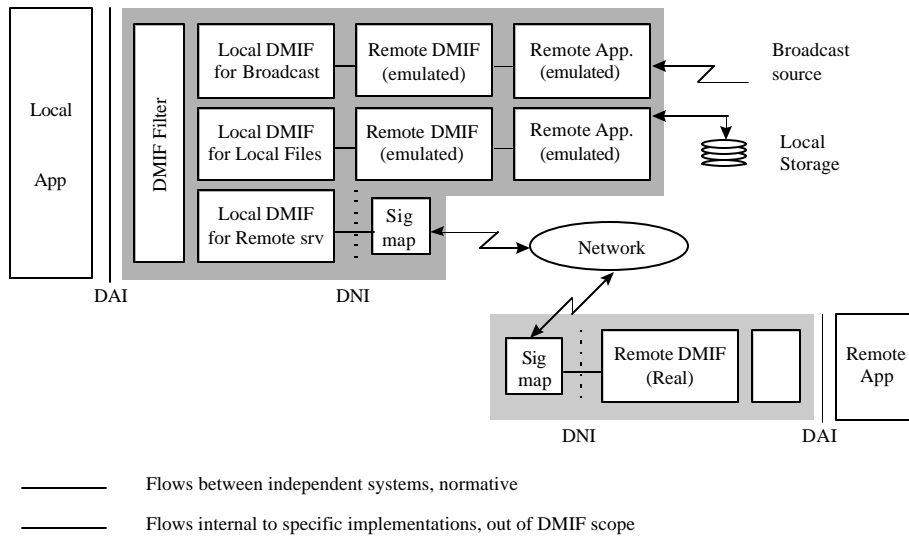 Local
App
DMIF Filter
Local DMIF
for Broadcast
Remote DMIF
(emulated)
Remote App.
(emulated)
Broadcast
source
Local DMIF
for Local Files
Remote DMIF
(emulated)
Remote App.
(emulated)
Local
Storage
Local DMIF
for Remote srv
Sig
map
Network
DAI
DNI
Sig
map
Remote DMIF
(Real)
Remote
App
DNI
DAI
Flows between independent systems, normative
Flows internal to specific implementations, out of DMIF scope